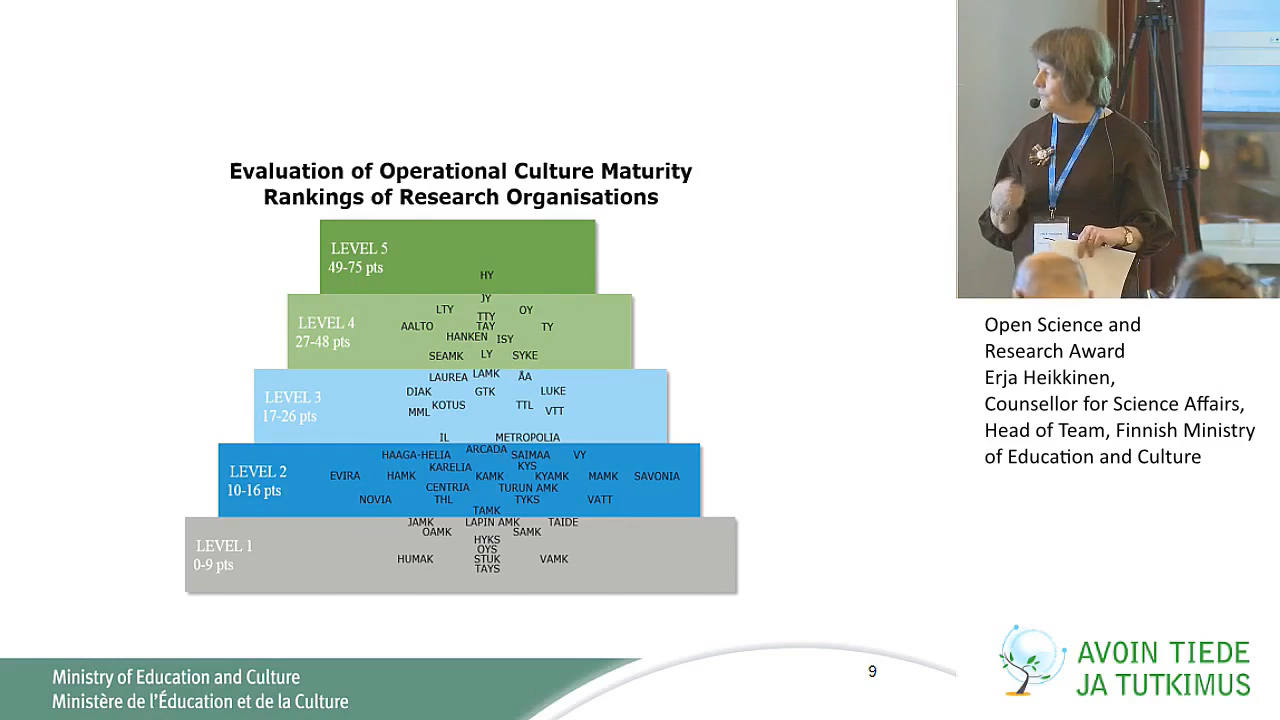 Evaluation of Operational Culture Maturity
Rankings of Research Organisations
LEVEL 5
49-75 pts
HY
LEVEL 4
27-48 pts
JY
LTY
OY
TTY
AALTO
TAY
TY
HANKEN
ISY
SEAMK
LY
SYKE
LEVEL 3
17-26 pts
LAUREA
LAMK
ÅA
DIAK
GTK
LUKE
KOTUS
TTL
MML
VTT
IL
METROPOLIA
LEVEL 2
10-16 pts
ARCADA
HAAGA-HELIA
SAIMAA
VY
KARELIA
KYS
EVIRA
HAMK
KAMK
KYAMK
MAMK
SAVONIA
CENTRIA
TURUN AMK
NOVIA
THL
TYKS
VATT
TAMK
LEVEL 1
0-9 pts
JAMK
LAPIN AMK
TAIDE
OAMK
SAMK
HYKS
OYS
HUMAK
STUK
VAMK
TAYS
Ministry of Education and Culture
Ministère de l'Éducation et de la Culture
9
Open Science and
Research Award
Erja Heikkinen,
Counsellor for Science Affairs,
Head of Team, Finnish Ministry
of Education and Culture
AVOIN TIEDE
JA TUTKIMUS